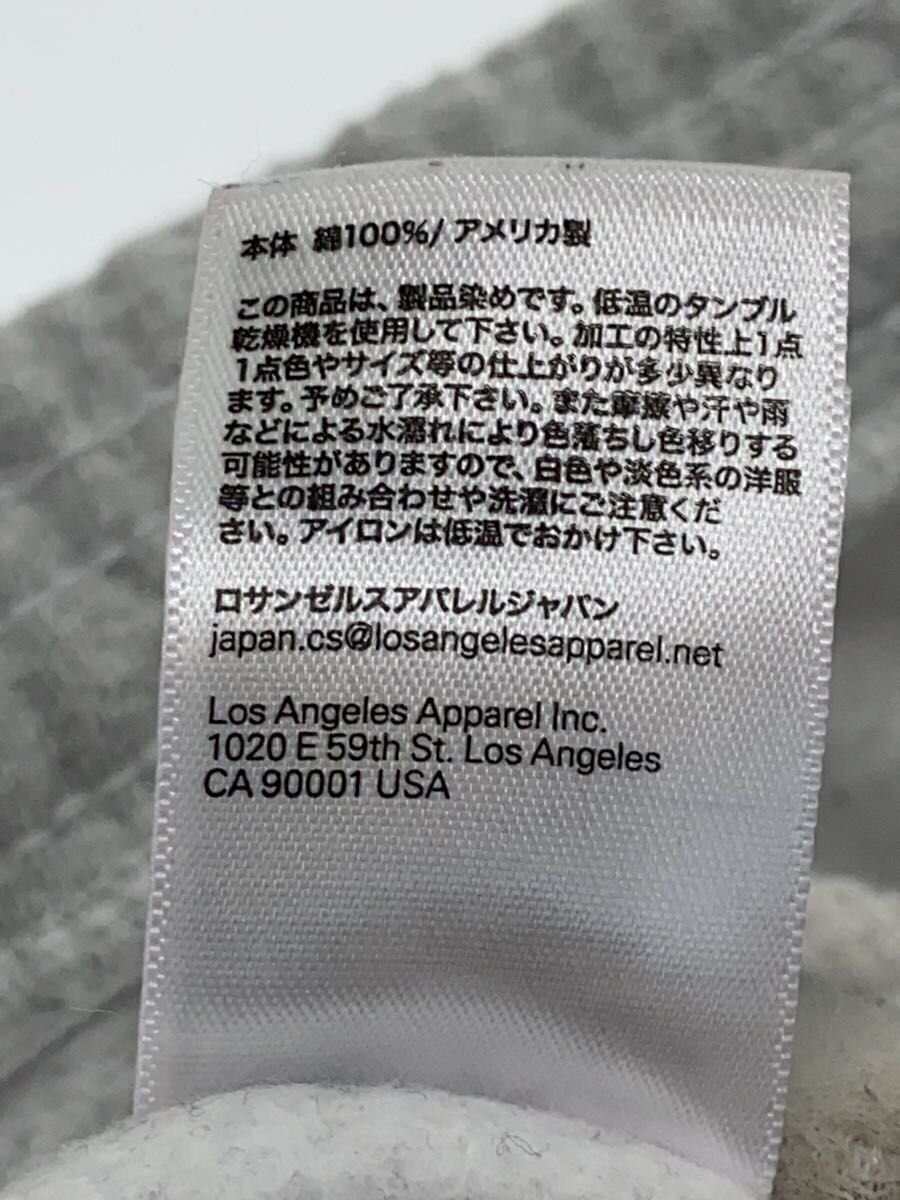 本体 綿100%/ アメリカ製
この商品は、製品染めです。低温のタンブル
乾燥機を使用して下さい。加工の特性上1点
1点色やサイズ等の仕上がりが多少異なり
ます。予めご了承下さい。また摩擦や汗や雨
などによる水濡れにより色落ちし色移りする
可能性がありますので、白色や淡色系の洋服
等との組み合わせや洗濯にご注意くだ
さい。アイロンは低温でおかけ下さい。
ロサンゼルスアパレルジャパン
japan.cs@losangelesapparel.net
Los Angeles Apparel Inc.
1020 E 59th St. Los Angeles
CA 90001 USA